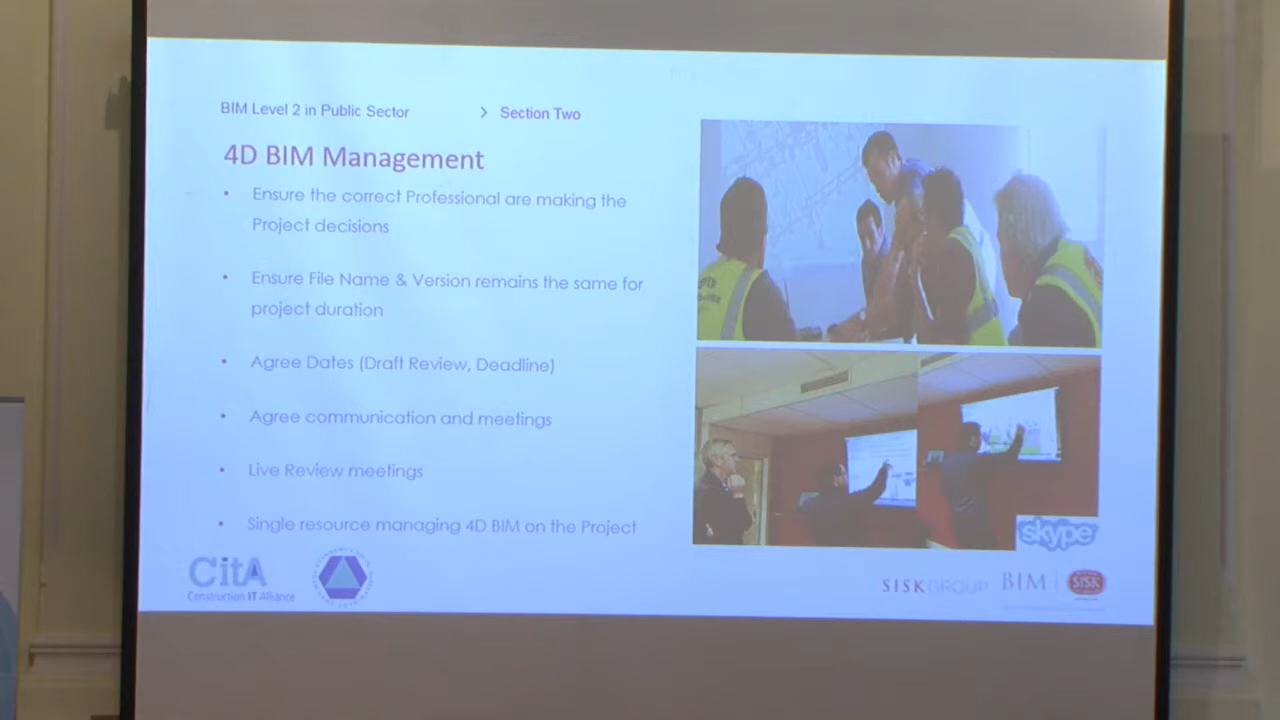 BIM Level 2 in Public Sector > Section Two
4D BIM Management
• Ensure the correct Professional are making the
Project decisions
• Ensure File Name & Version remains the same for
project duration
• Agree Dates (Draft Review, Deadline)
• Agree communication and meetings
• Live Review meetings
• Single resource managing 4D BIM on the Project
skype
CitA
Construction IT Alliance
SISKGROUP BIM | SISK